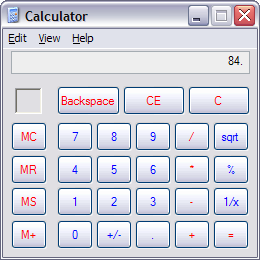 Calculator
Edit View Help
84.
Backspace CE C
MC 7 8 9 / sqrt
MR 4 5 6 * %
MS 1 2 3 - 1/x
M+ 0 +/- . + =